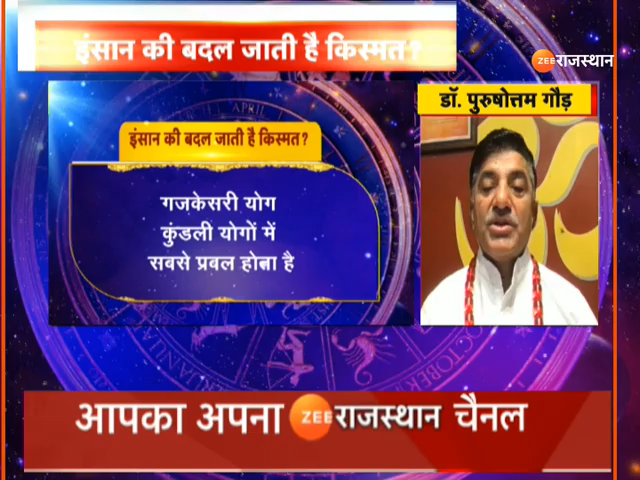 इंसान की बदल जाती है किस्मत?
ZEE राजस्थान
डॉ. पुरुषोत्तम गौड़
इंसान की बदल जाती है किस्मत?
गजकेसरी योग
कुंडली योगों में
सबसे प्रबल होता है
आपका अपना ZEE राजस्थान चैनल